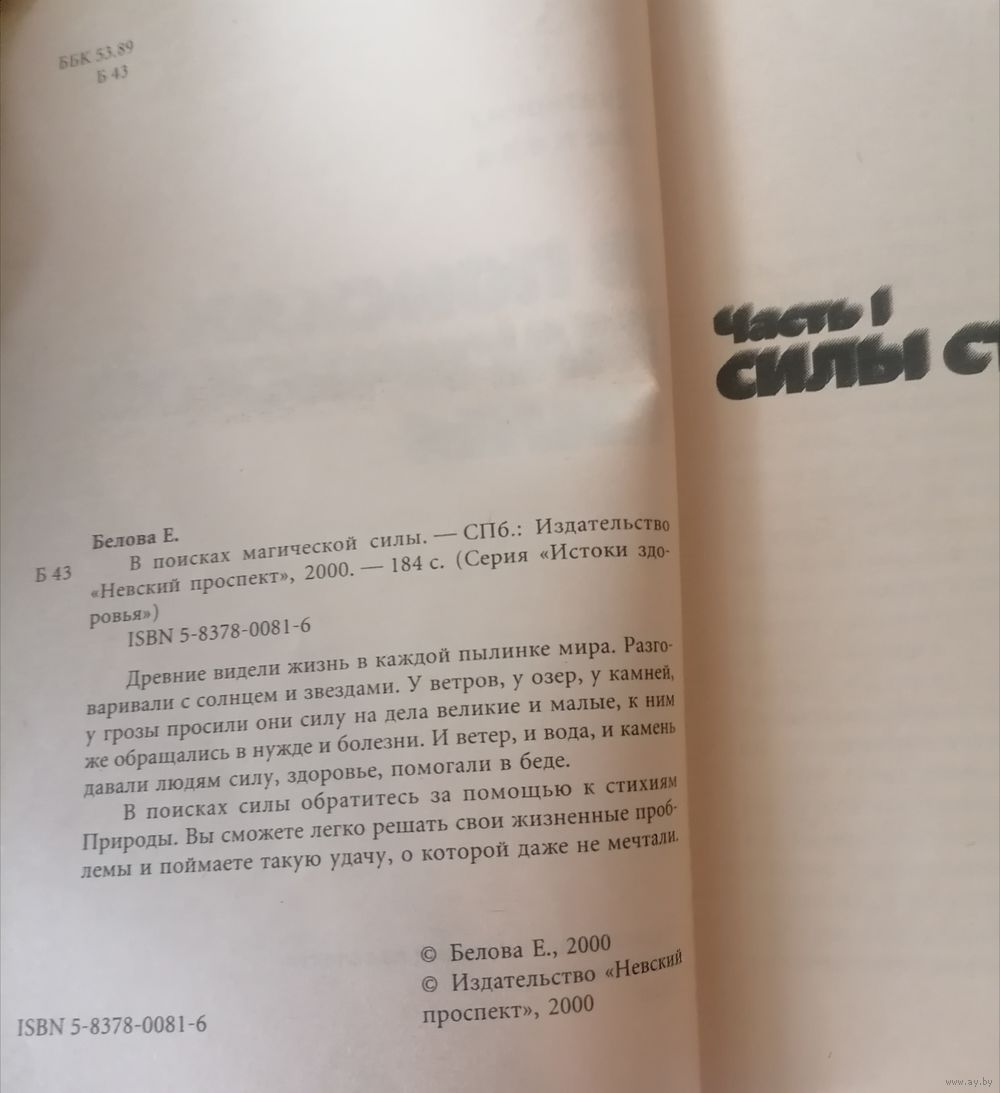 ББК 53.89
Б 43
Белова Е.
Б 43 В поисках магической силы. — СПб.: Издательство
«Невский проспект», 2000. — 184 с. (Серия «Истоки здо-
ровья»)
ISBN 5-8378-0081-6
Древние видели жизнь в каждой пылинке мира. Разго-
варивали с солнцем и звездами. У ветров, у озер, у камней,
у грозы просили они силу на дела великие и малые, к ним
же обращались в нужде и болезни. И ветер, и вода, и камень
давали людям силу, здоровье, помогали в беде.
В поисках силы обратитесь за помощью к стихиям
Природы. Вы сможете легко решать свои жизненные проб-
лемы и поймаете такую удачу, о которой даже не мечтали.
© Белова Е., 2000
© Издательство «Невский
проспект», 2000
ISBN 5-8378-0081-6
Часть I
СИЛЫ СТ
www.ay.by